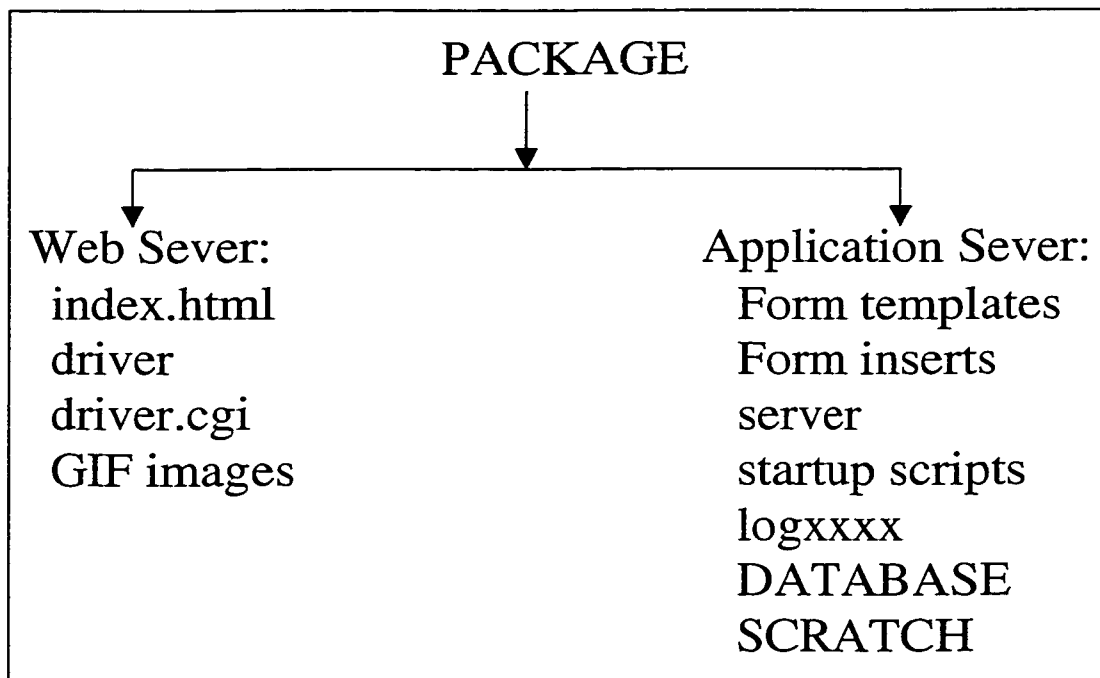 PACKAGE
Web Sever:
index.html
driver
driver.cgi
GIF images
Application Sever:
Form templates
Form inserts
server
startup scripts
logxxxx
DATABASE
SCRATCH